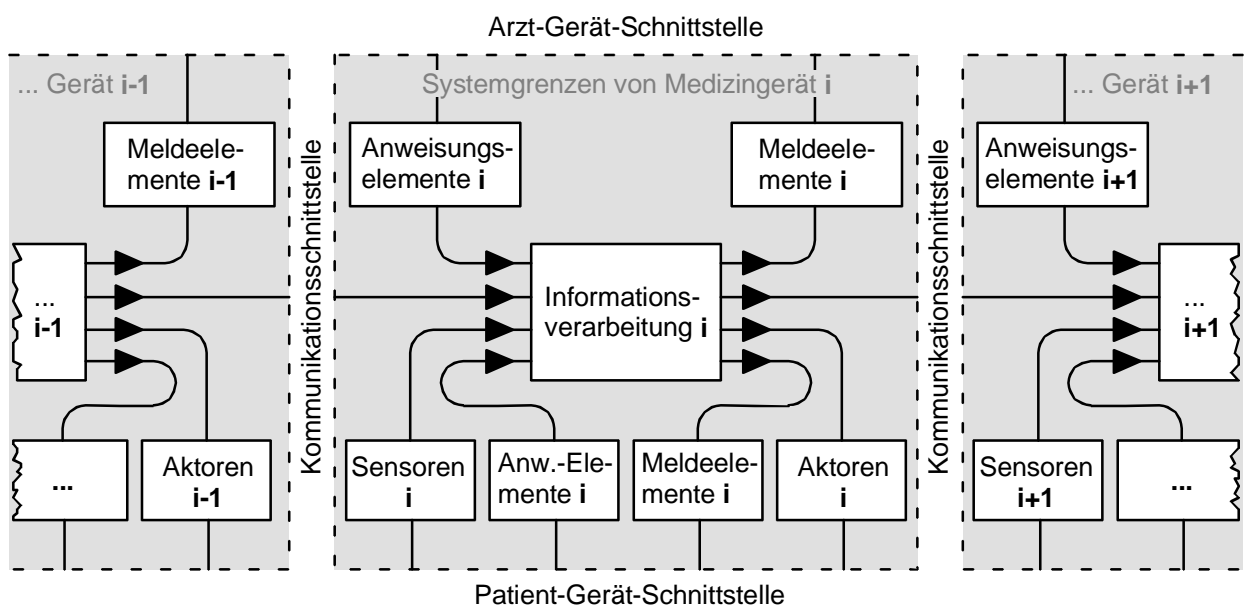 Arzt-Gerät-Schnittstelle
... Gerät i-1
Systemgrenzen von Medizingerät i
... Gerät i+1
Meldeele-
mente i-1
Kommunikationsschnittstelle
Anweisungs-
elemente i
Meldeele-
mente i
Kommunikationsschnittstelle
Anweisungs-
elemente i+1
...
i-1
Informations-
verarbeitung i
...
i+1
...
Aktoren
i-1
Sensoren
i
Anw.-Ele-
mente i
Meldeele-
mente i
Aktoren
i
Sensoren
i+1
...
Patient-Gerät-Schnittstelle